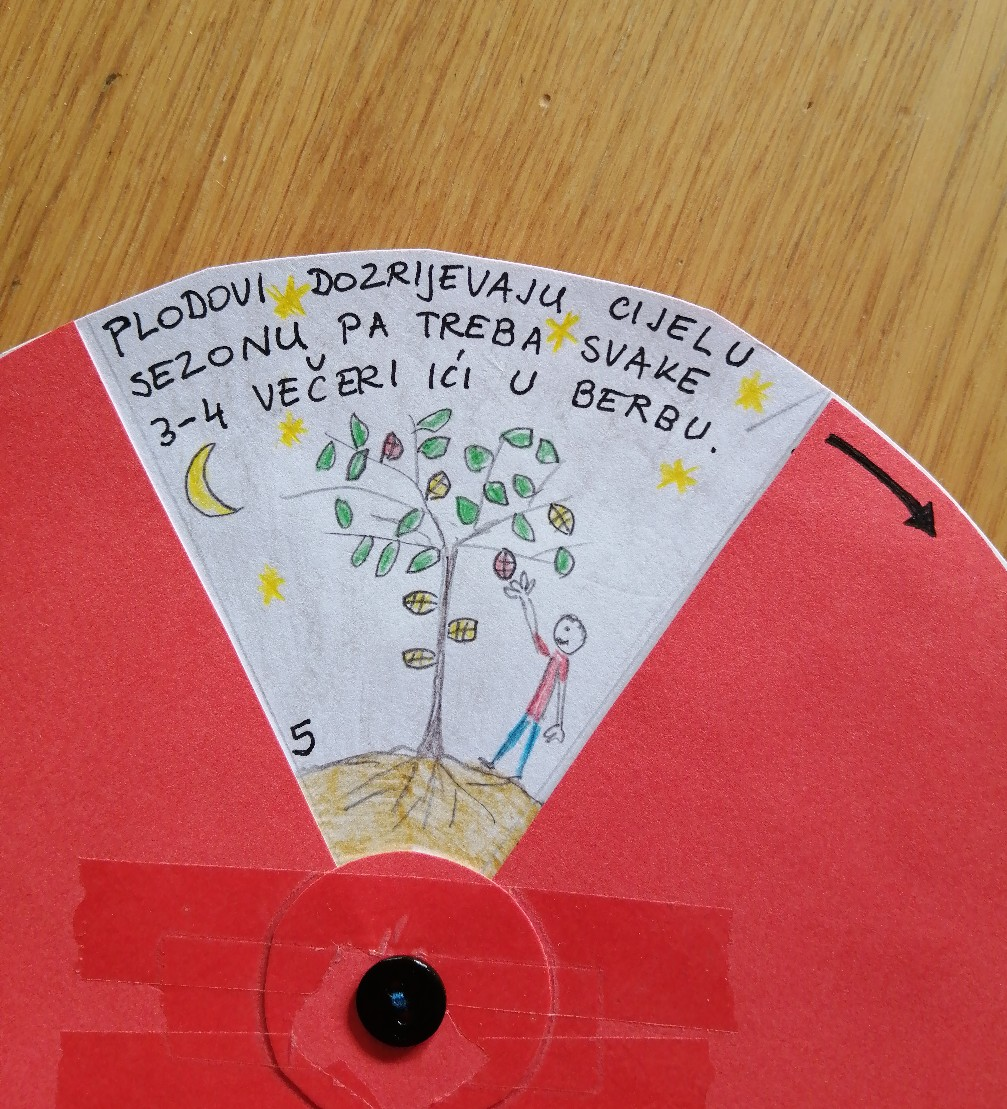 PLODOVI DOZRIJEVAJU CIJELU
SEZONU PA TREBA SVAKE
3-4 VEČERI IĆI U BERBU.
5